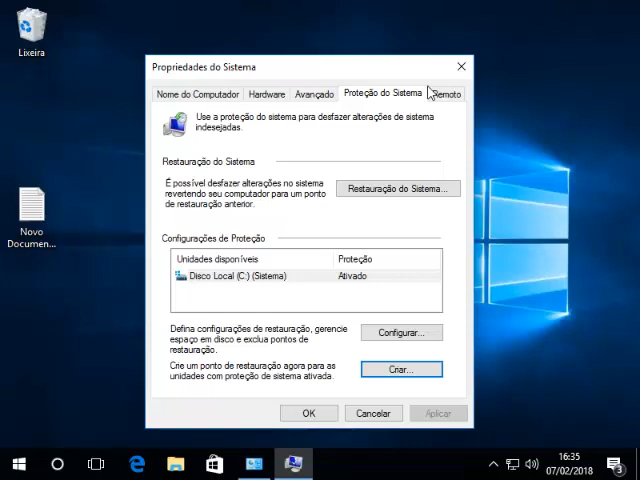 Lixeira
Propriedades do Sistema
Nome do Computador
Hardware
Avançado
Proteção do Sistema
Remoto
Use a proteção do sistema para desfazer alterações de sistema
indesejadas.
Restauração do Sistema
É possível desfazer alterações no sistema
revertendo seu computador para um ponto
de restauração anterior.
Restauração do Sistema...
Novo
Documen...
Configurações de Proteção
Unidades disponíveis
Proteção
Disco Local (C:) (Sistema)
Ativado
Defina configurações de restauração, gerencie
espaço em disco e exclua pontos de
restauração.
Configurar...
Crie um ponto de restauração agora para as
unidades com proteção de sistema ativada.
Criar...
OK
Cancelar
Aplicar
16:35
07/02/2018
3